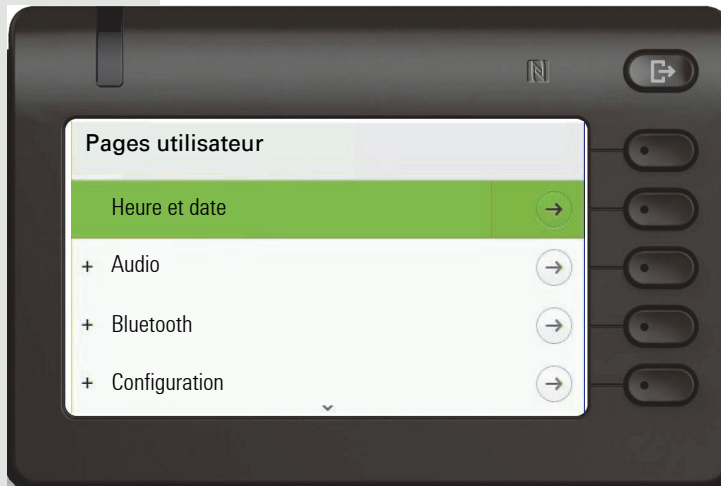 Pages utilisateur
Heure et date
+ Audio
+ Bluetooth
+ Configuration